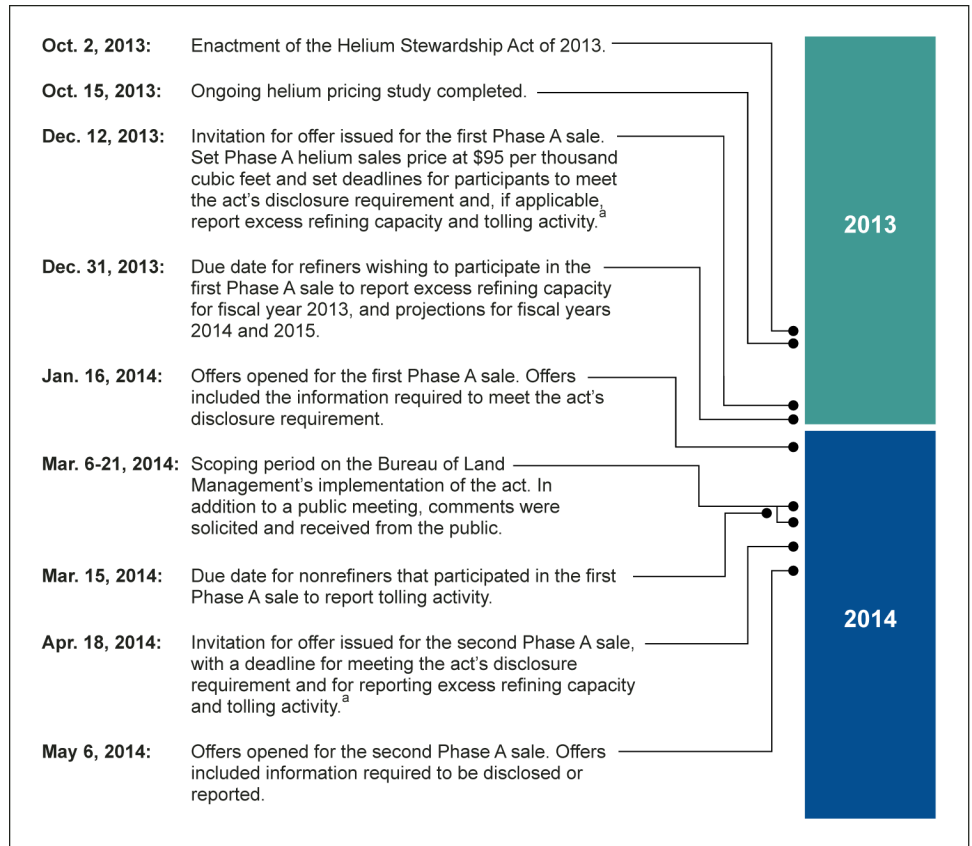 Oct. 2, 2013: Enactment of the Helium Stewardship Act of 2013.
Oct. 15, 2013: Ongoing helium pricing study completed.
Dec. 12, 2013: Invitation for offer issued for the first Phase A sale.
Set Phase A helium sales price at $95 per thousand
cubic feet and set deadlines for participants to meet
the act's disclosure requirement and, if applicable,
report excess refining capacity and tolling activity.a
Dec. 31, 2013: Due date for refiners wishing to participate in the
first Phase A sale to report excess refining capacity
for fiscal year 2013, and projections for fiscal years
2014 and 2015.
Jan. 16, 2014: Offers opened for the first Phase A sale. Offers
included the information required to meet the act's
disclosure requirement.
Mar. 6-21, 2014: Scoping period on the Bureau of Land
Management's implementation of the act. In
addition to a public meeting, comments were
solicited and received from the public.
Mar. 15, 2014: Due date for nonrefiners that participated in the first
Phase A sale to report tolling activity.
Apr. 18, 2014: Invitation for offer issued for the second Phase A sale,
with a deadline for meeting the act's disclosure
requirement and for reporting excess refining capacity
and tolling activity.a
May 6, 2014: Offers opened for the second Phase A sale. Offers
included information required to be disclosed or
reported.
2013
2014